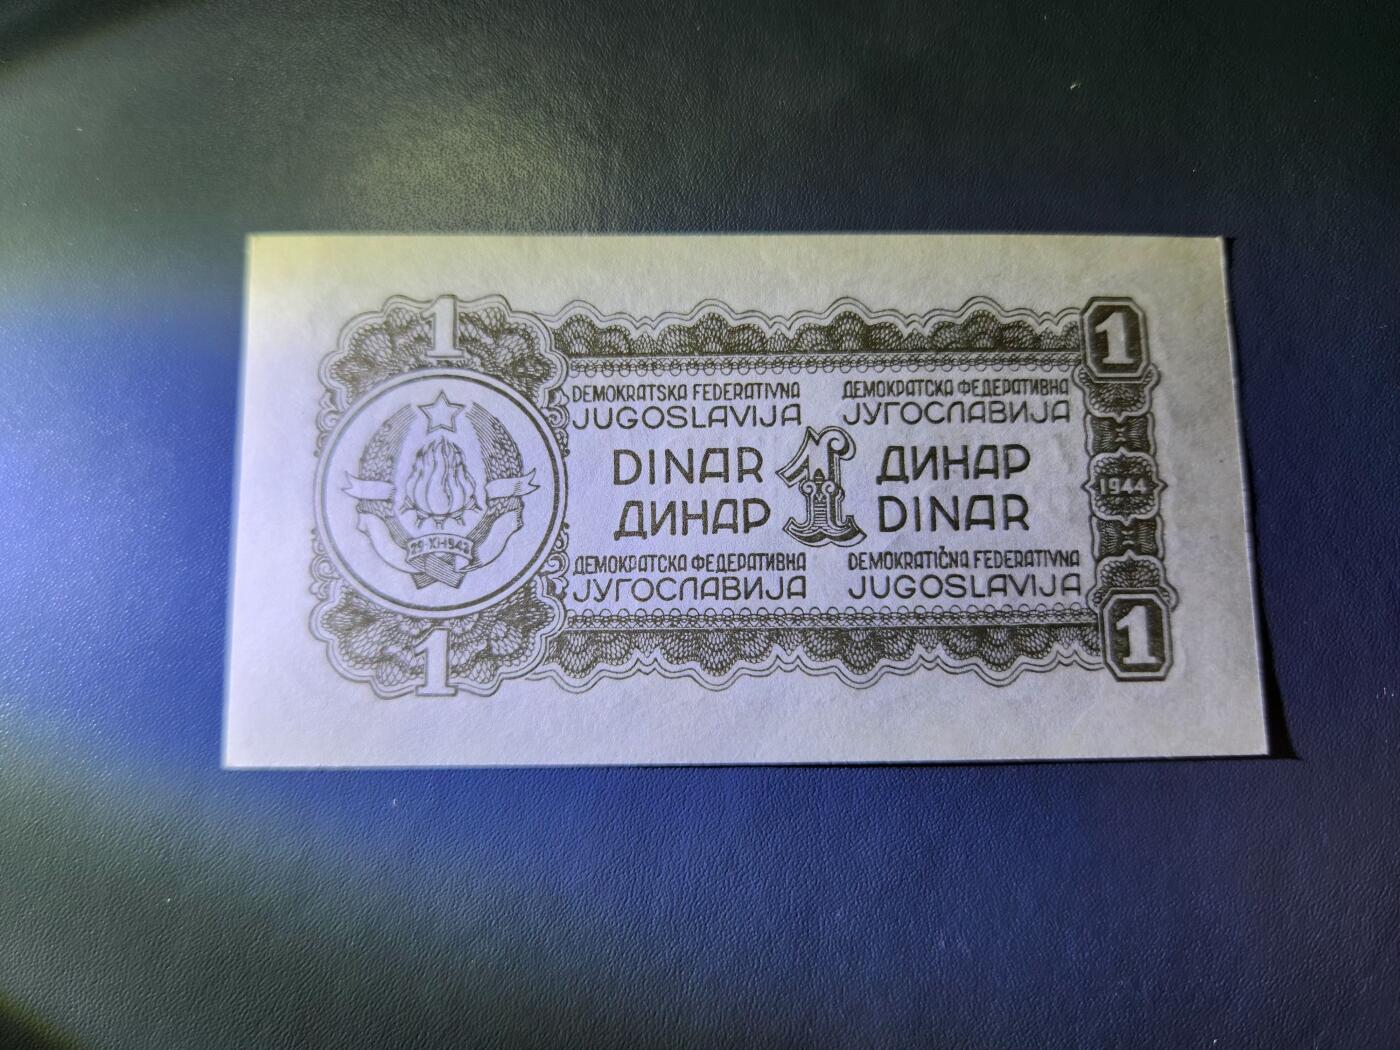 1
1
DEMOKRATSKA FEDERATIVNA
JUGOSLAVIJA
ДЕМОКРАТСКА ФЕДЕРАТИВНА
ЈУГОСЛАВИЈА
DINAR
ДИНАР
1
ДИНАР
DINAR
1944
29·XI·1943
ДЕМОКРАТСКА ФЕДЕРАТИВНА
ЈУГОСЛАВИЈА
DEMOKRATIČNA FEDERATIVNA
JUGOSLAVIJA
1
1